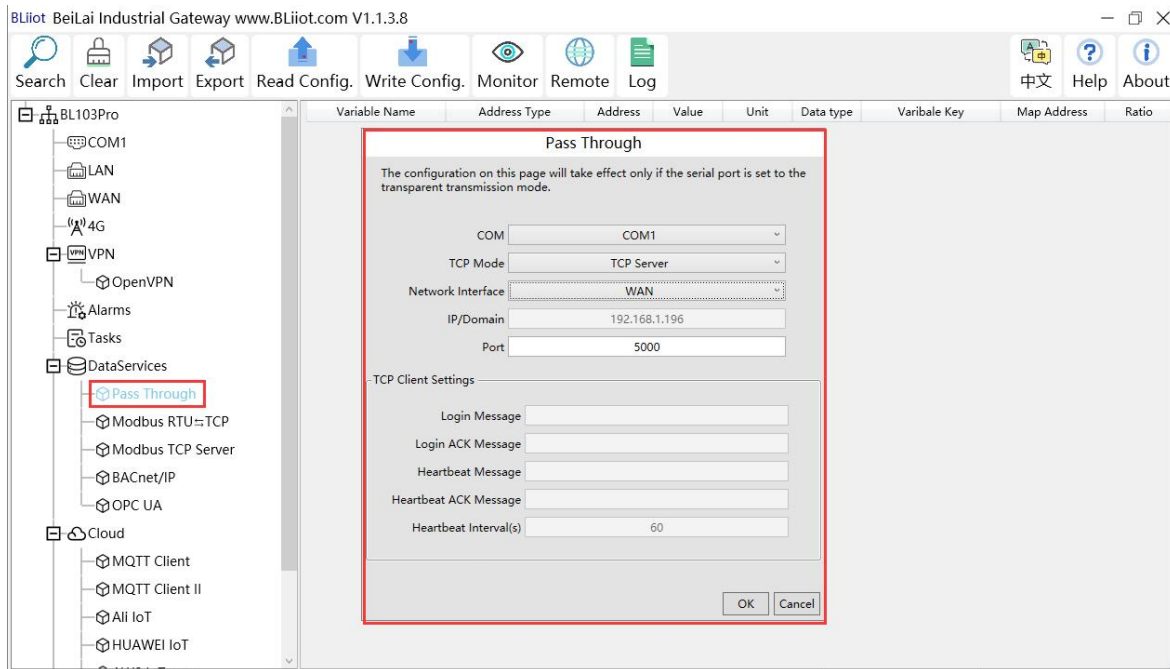 BLiiot BeiLai Industrial Gateway www.BLiiot.com V1.1.3.8
Search Clear Import Export Read Config. Write Config. Monitor Remote Log 中文 Help About
BL103Pro
COM1
LAN
WAN
4G
VPN VPN
OpenVPN
Alarms
Tasks
DataServices
Pass Through
Modbus RTU⇆TCP
Modbus TCP Server
BACnet/IP
OPC UA
Cloud
MQTT Client
MQTT Client II
Ali IoT
HUAWEI IoT
Variable Name Address Type Address Value Unit Data type Varibale Key Map Address Ratio
Pass Through
The configuration on this page will take effect only if the serial port is set to the
transparent transmission mode.
COM COM1
TCP Mode TCP Server
Network Interface WAN
IP/Domain 192.168.1.196
Port 5000
TCP Client Settings
Login Message
Login ACK Message
Heartbeat Message
Heartbeat ACK Message
Heartbeat Interval(s) 60
OK Cancel